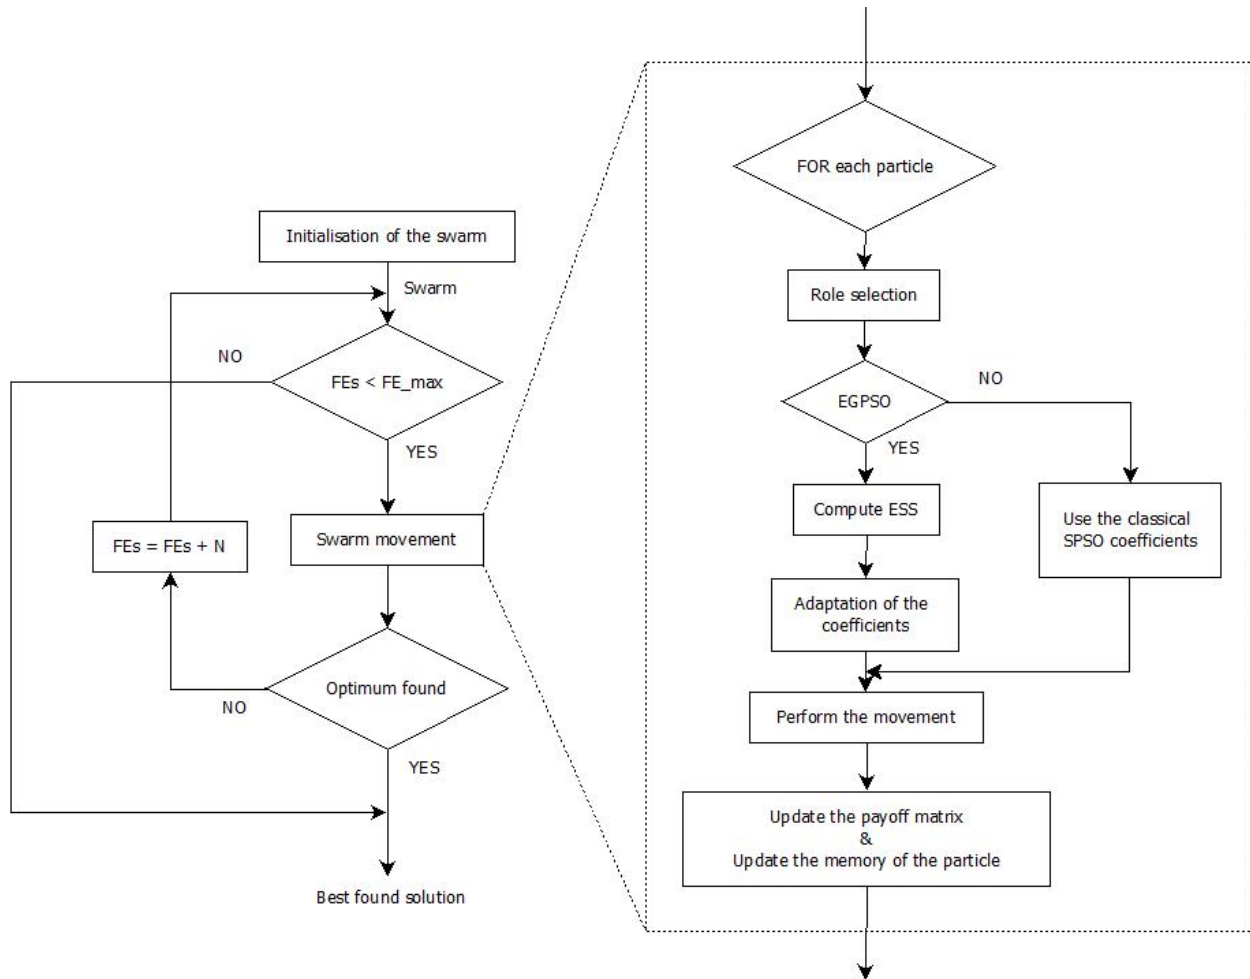 Initialisation of the swarm
Swarm
NO
FEs < FE_max
YES
FEs = FEs + N
Swarm movement
Optimum found
NO
YES
Best found solution
FOR each particle
Role selection
EGPSO
NO
YES
Compute ESS
Use the classical
SPSO coefficients
Adaptation of the
coefficients
Perform the movement
Update the payoff matrix
&
Update the memory of the particle